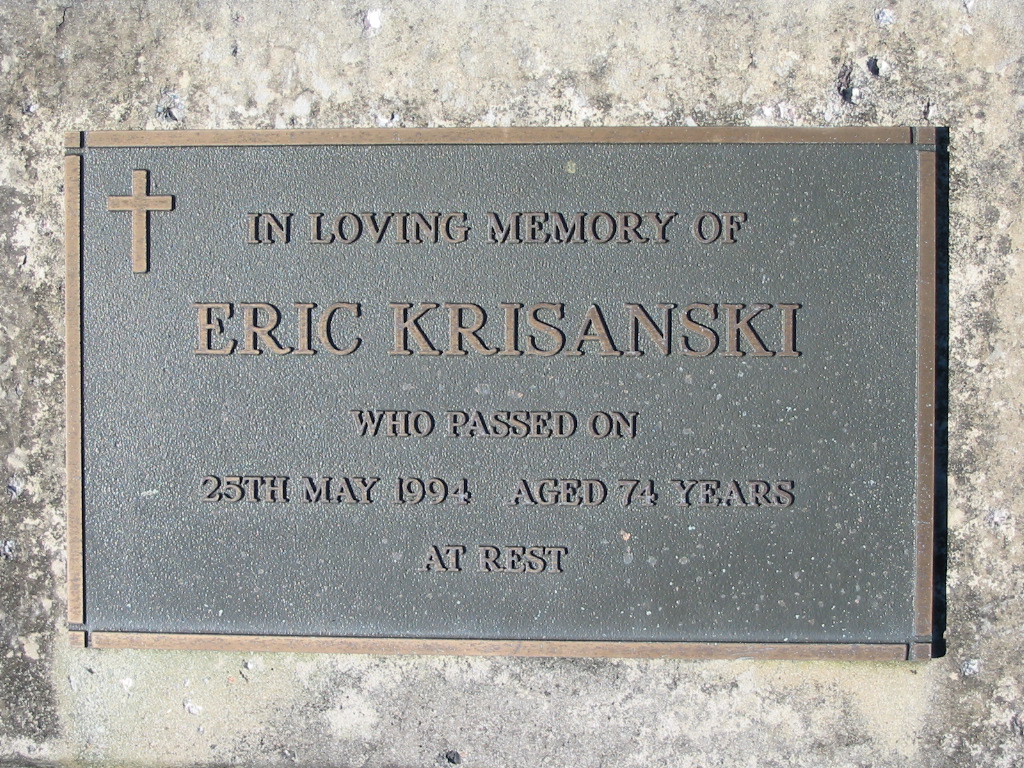 IN LOVING MEMORY OF
ERIC KRISANSKI
WHO PASSED ON
25TH MAY 1994 AGED 74 YEARS
AT REST